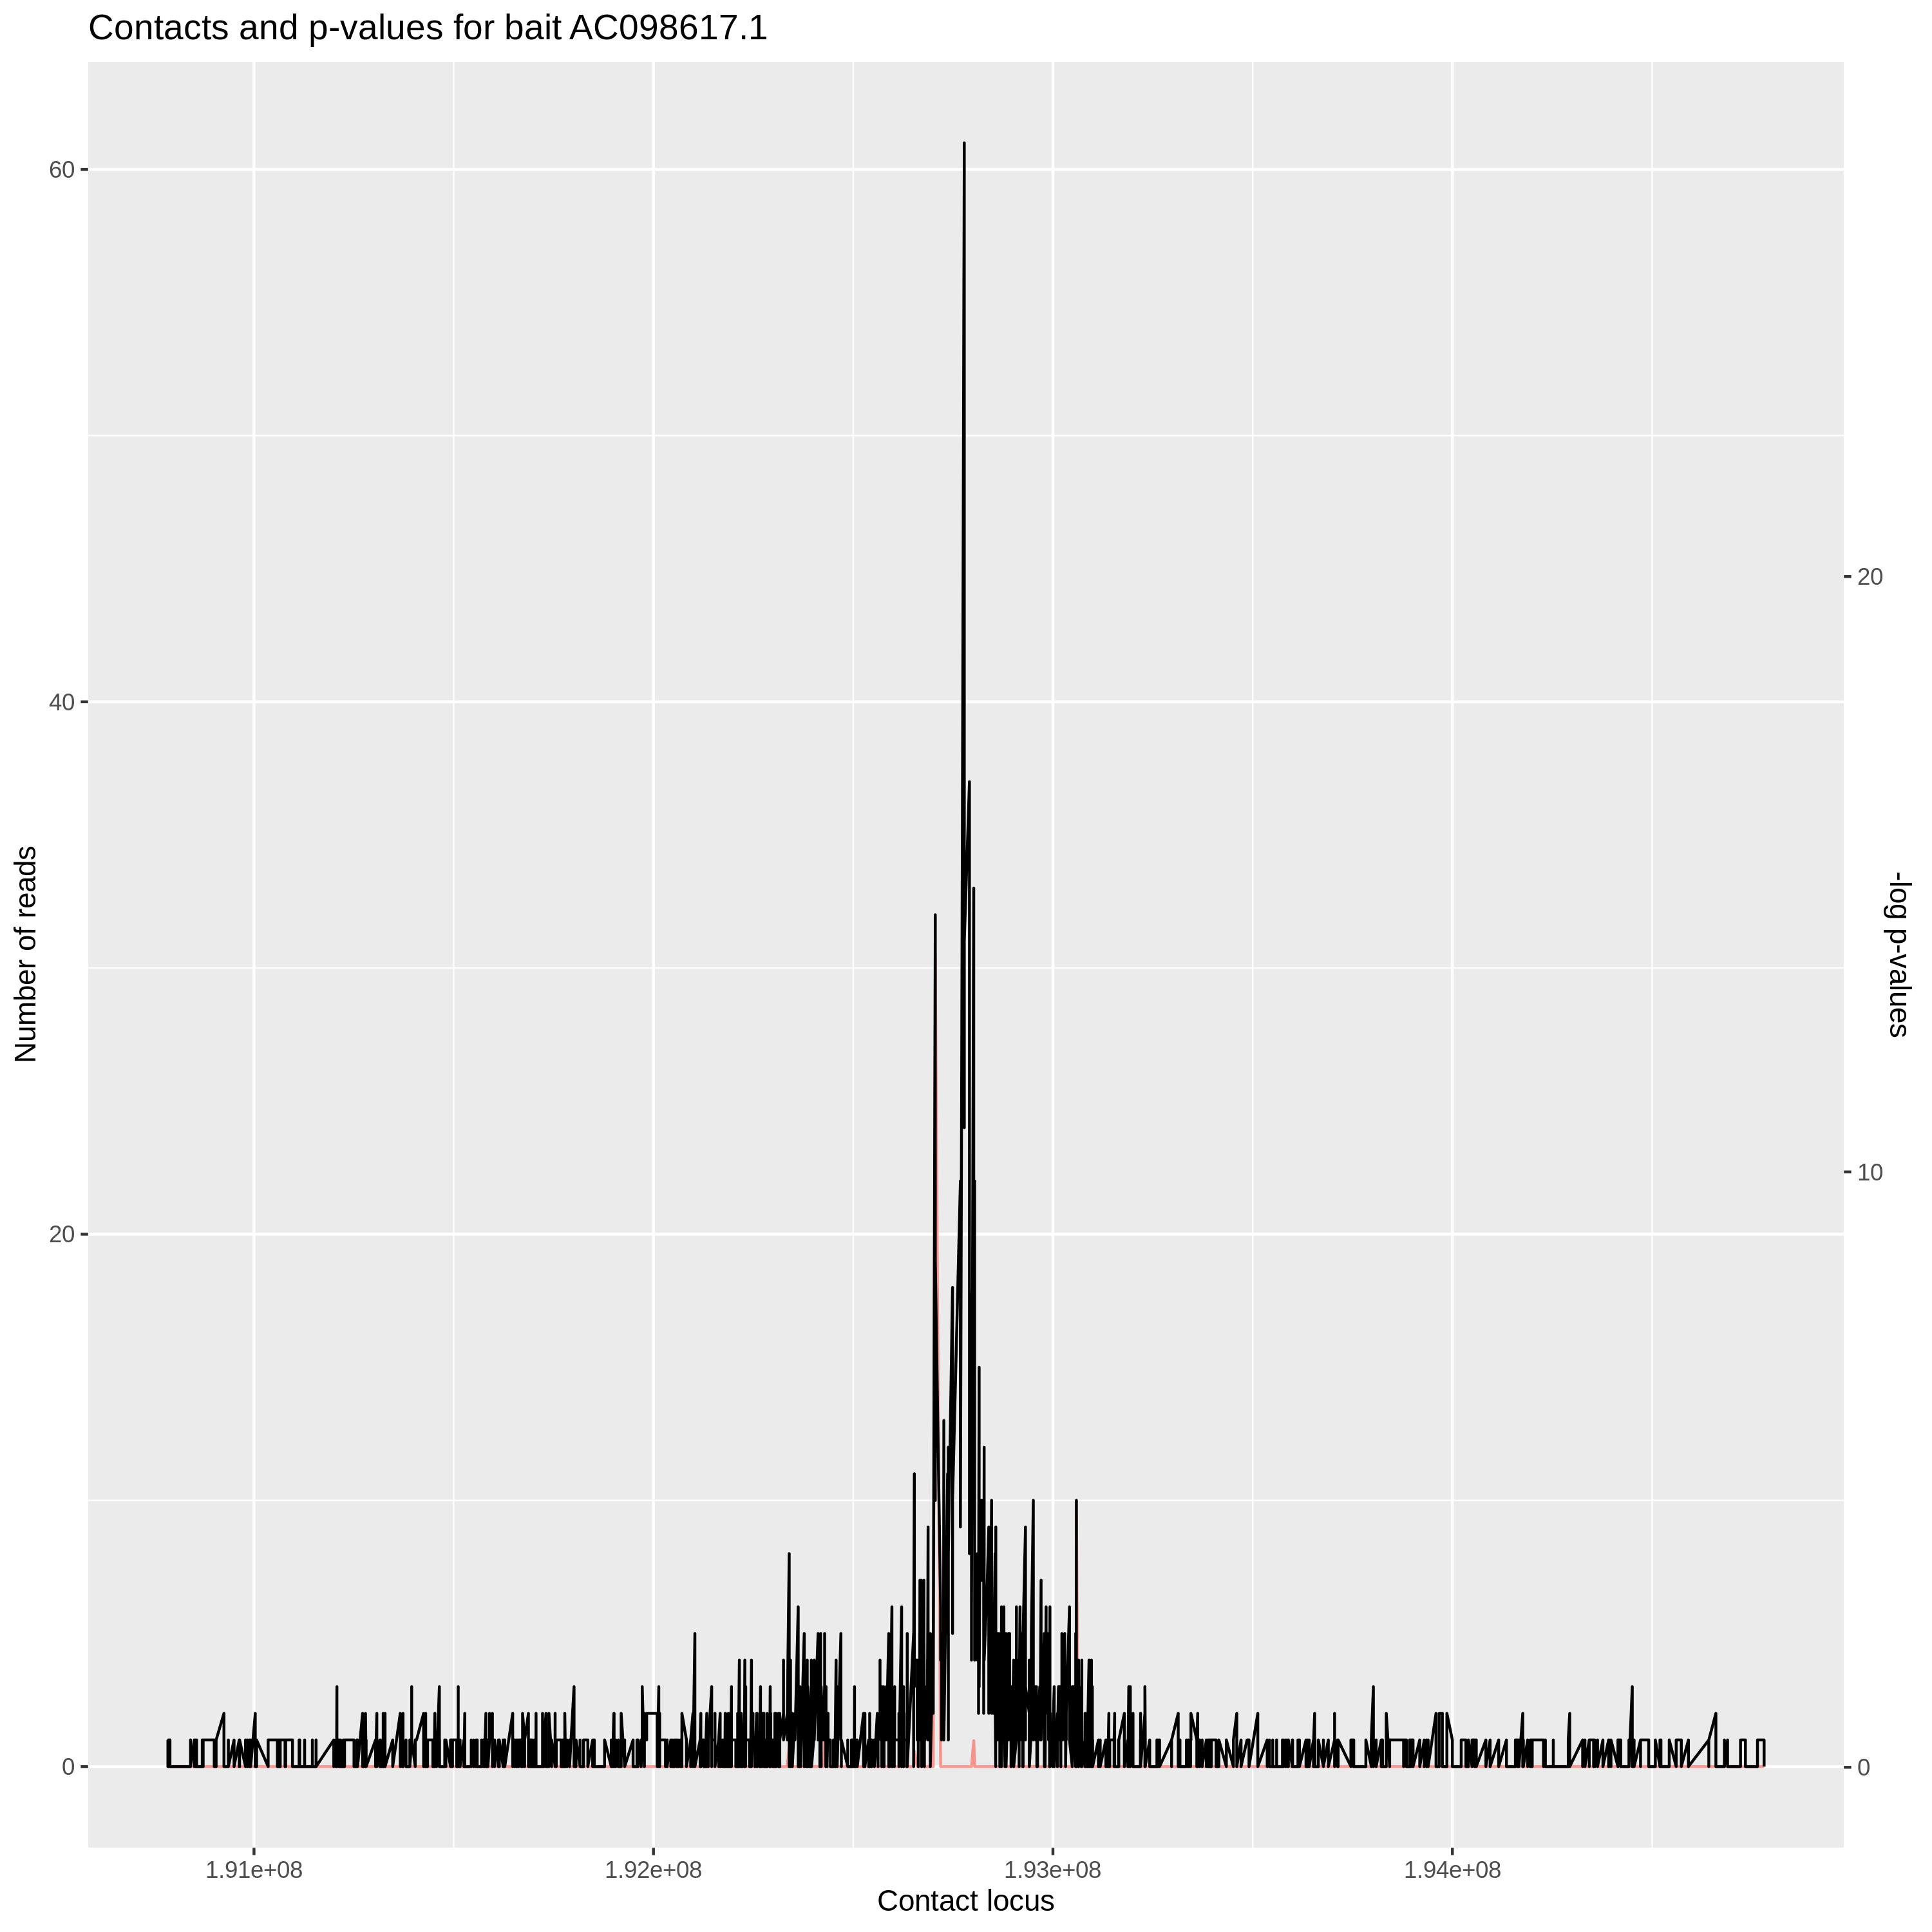 Contacts and p-values for bait AC098617.1
60
40
20
0
Number of reads
20
10
0
-log p-values
1.91e+08
1.92e+08
1.93e+08
1.94e+08
Contact locus